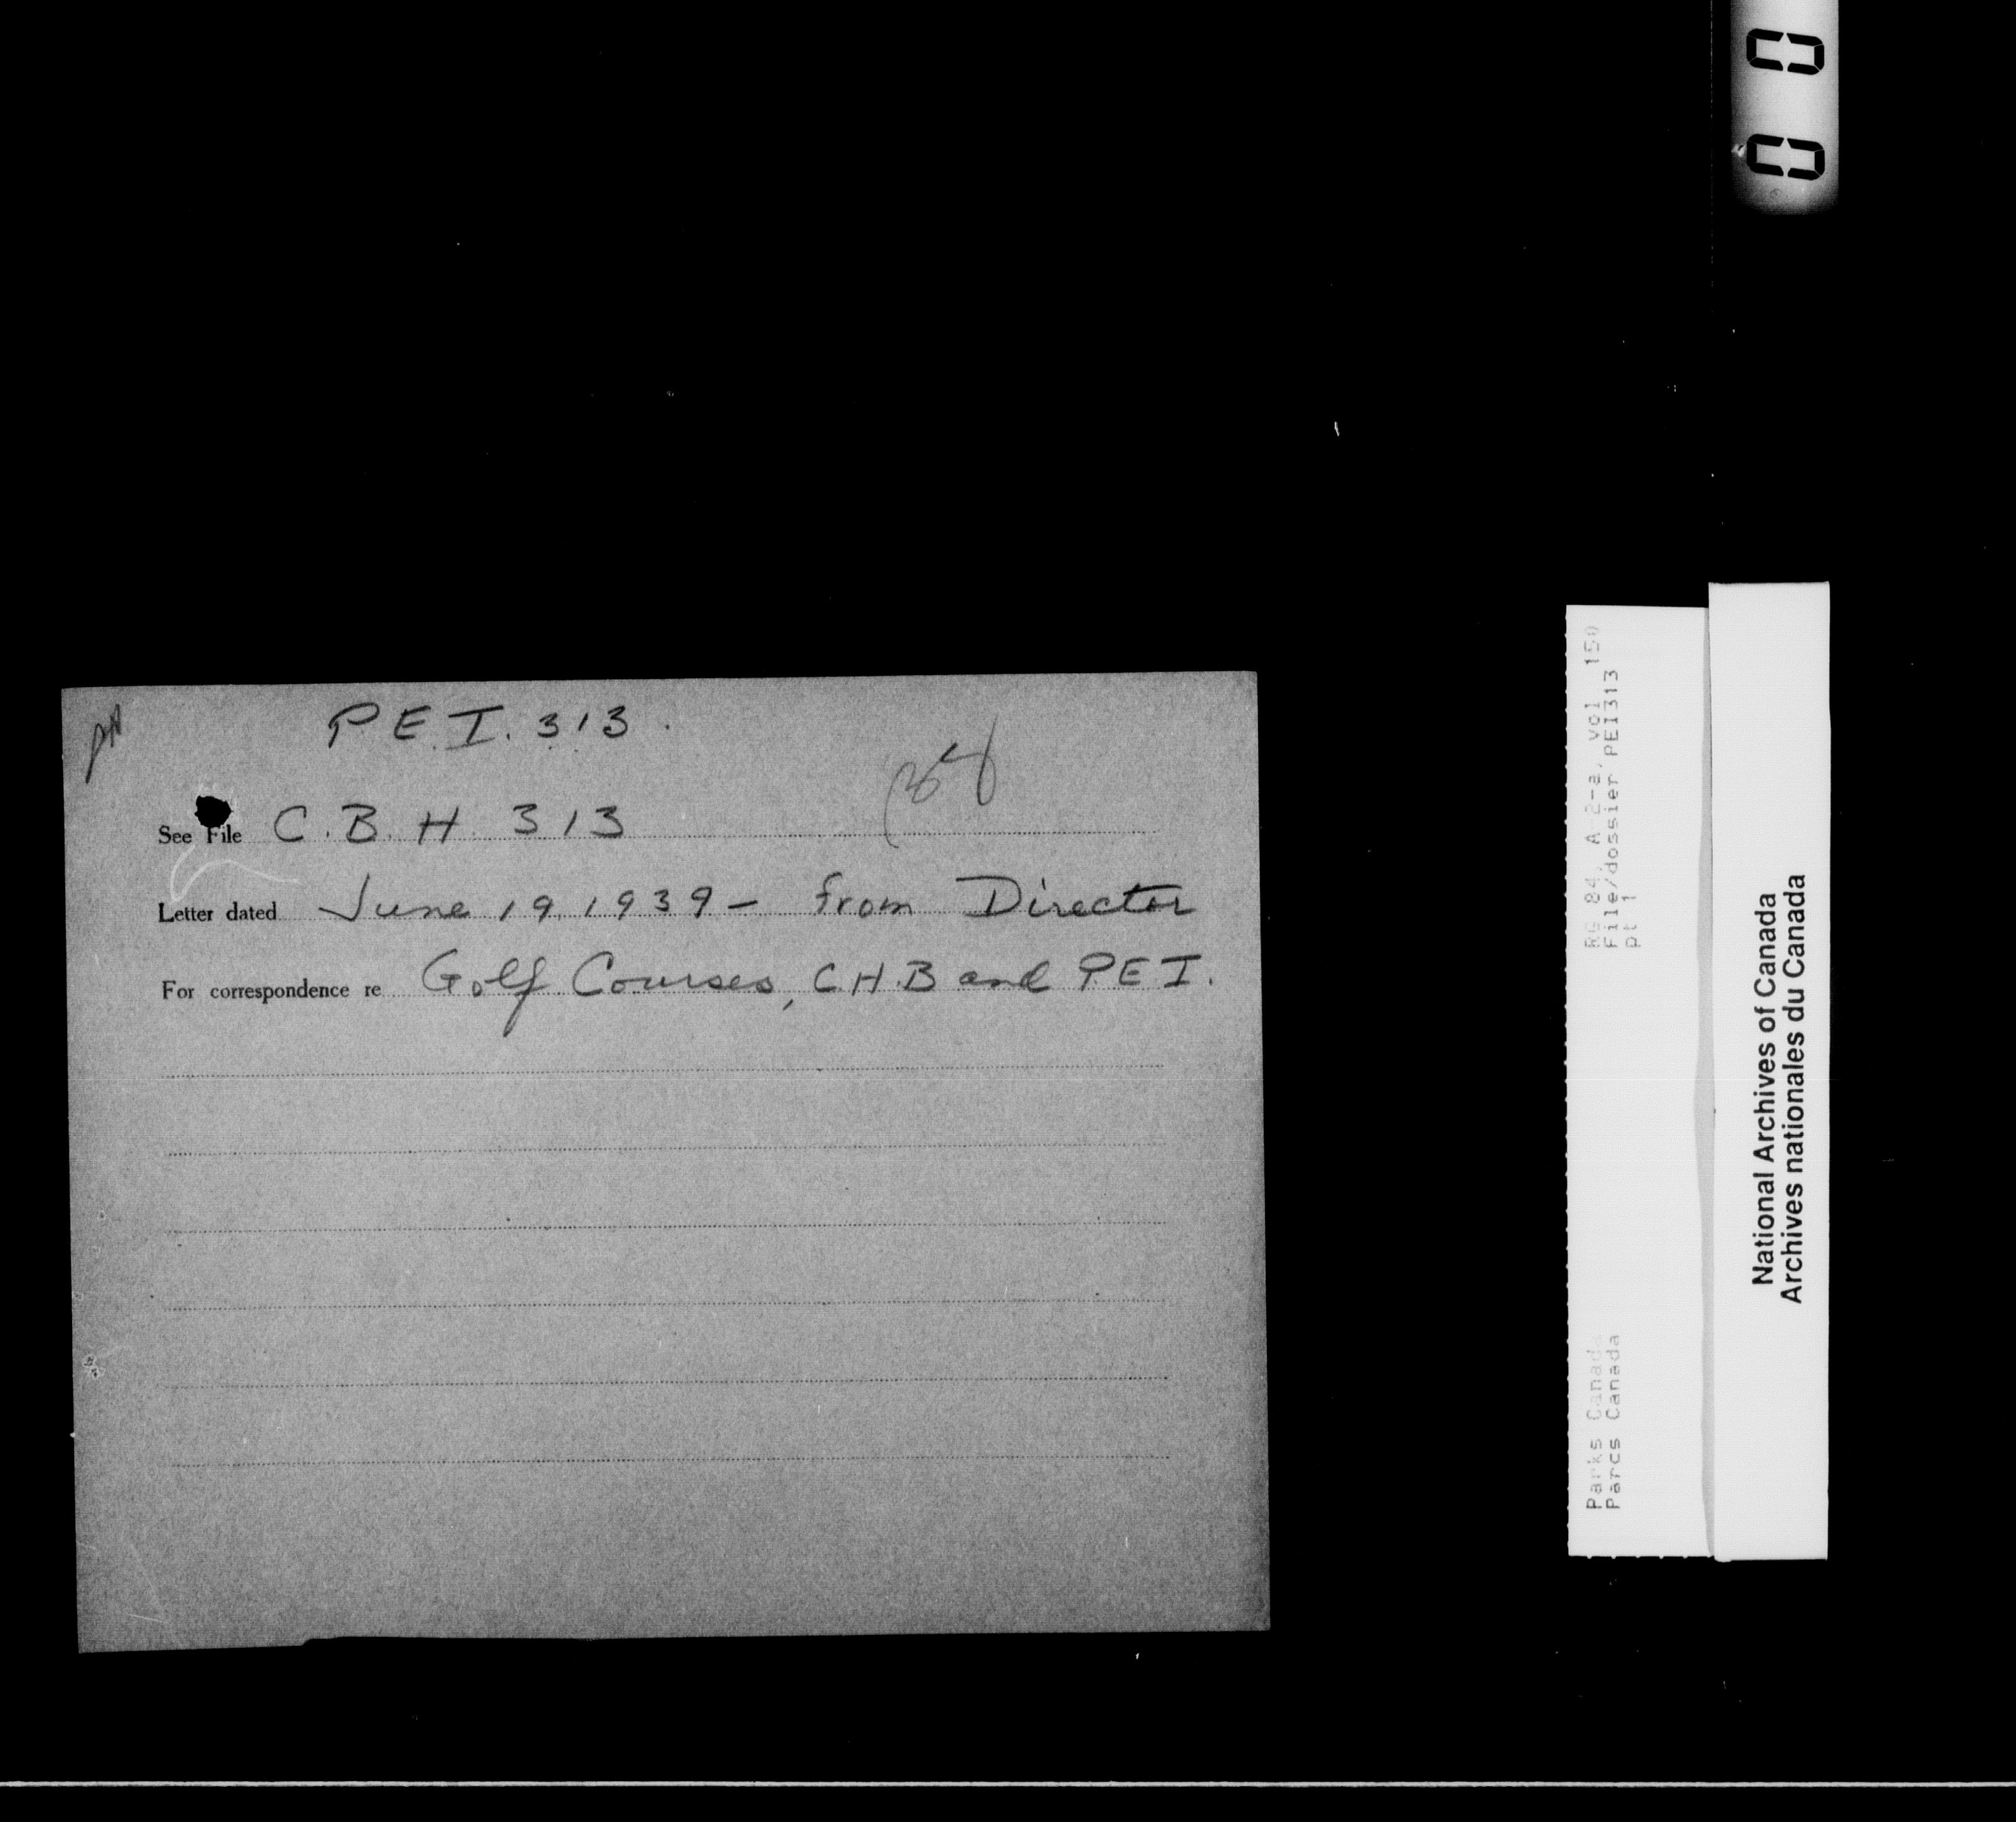 P.E.I. 313.
See File C.B.H. 313
Letter dated June 19, 1939 - from Director
For correspondence re Golf Courses, C.H.B and P.E.I.
RG 84, A-2-a, Vol. 150
File/dossier PEI313
pt 1
Parks Canada
Parcs Canada
National Archives of Canada
Archives nationales du Canada
0 0